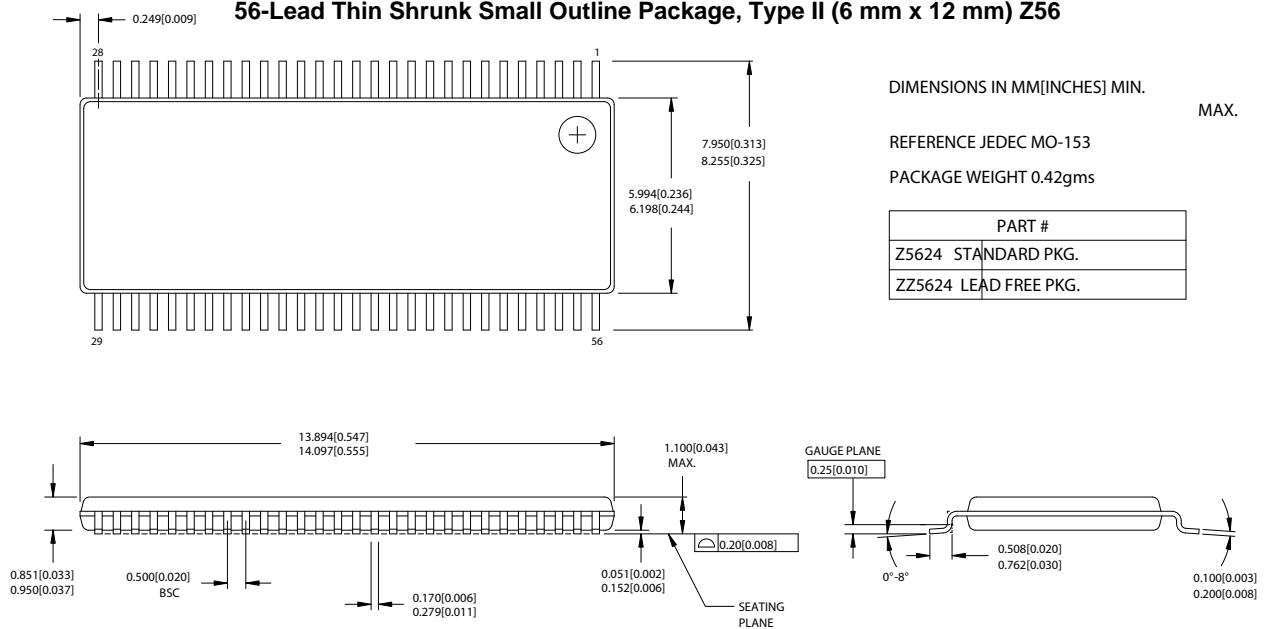 56-Lead Thin Shrunk Small Outline Package, Type II (6 mm x 12 mm) Z56
0.249[0.009]
28
1
7.950[0.313]
8.255[0.325]
5.994[0.236]
6.198[0.244]
29
56
DIMENSIONS IN MM[INCHES] MIN.
MAX.
REFERENCE JEDEC MO-153
PACKAGE WEIGHT 0.42gms
PART #
Z5624 STANDARD PKG.
ZZ5624 LEAD FREE PKG.
13.894[0.547]
14.097[0.555]
1.100[0.043]
MAX.
GAUGE PLANE
0.25[0.010]
0.20[0.008]
0.851[0.033]
0.950[0.037]
0.500[0.020]
BSC
0.170[0.006]
0.279[0.011]
0.051[0.002]
0.152[0.006]
SEATING
PLANE
0°-8°
0.508[0.020]
0.762[0.030]
0.100[0.003]
0.200[0.008]